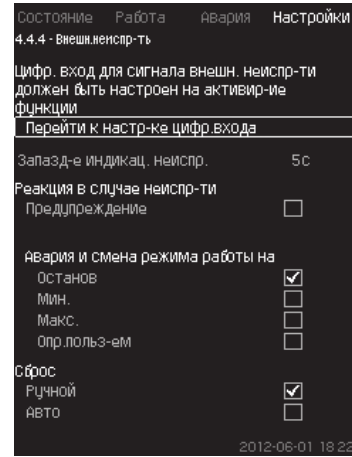 Состояние Работа Авария Настройки
4.4.4 - Внешн.неиспр-ть
Цифр. вход для сигнала внешн. неиспр-ти
должен быть настроен на активир-ие
функции
Перейти к настр-ке цифр.входа
Запазд-е индикац. неиспр. 5с
Реакция в случае неиспр-ти
Предупреждение
Авария и смена режима работы на
Останов
Мин.
Макс.
Опр.польз-ем
Сброс
Ручной
Авто
2012-06-01 18:22